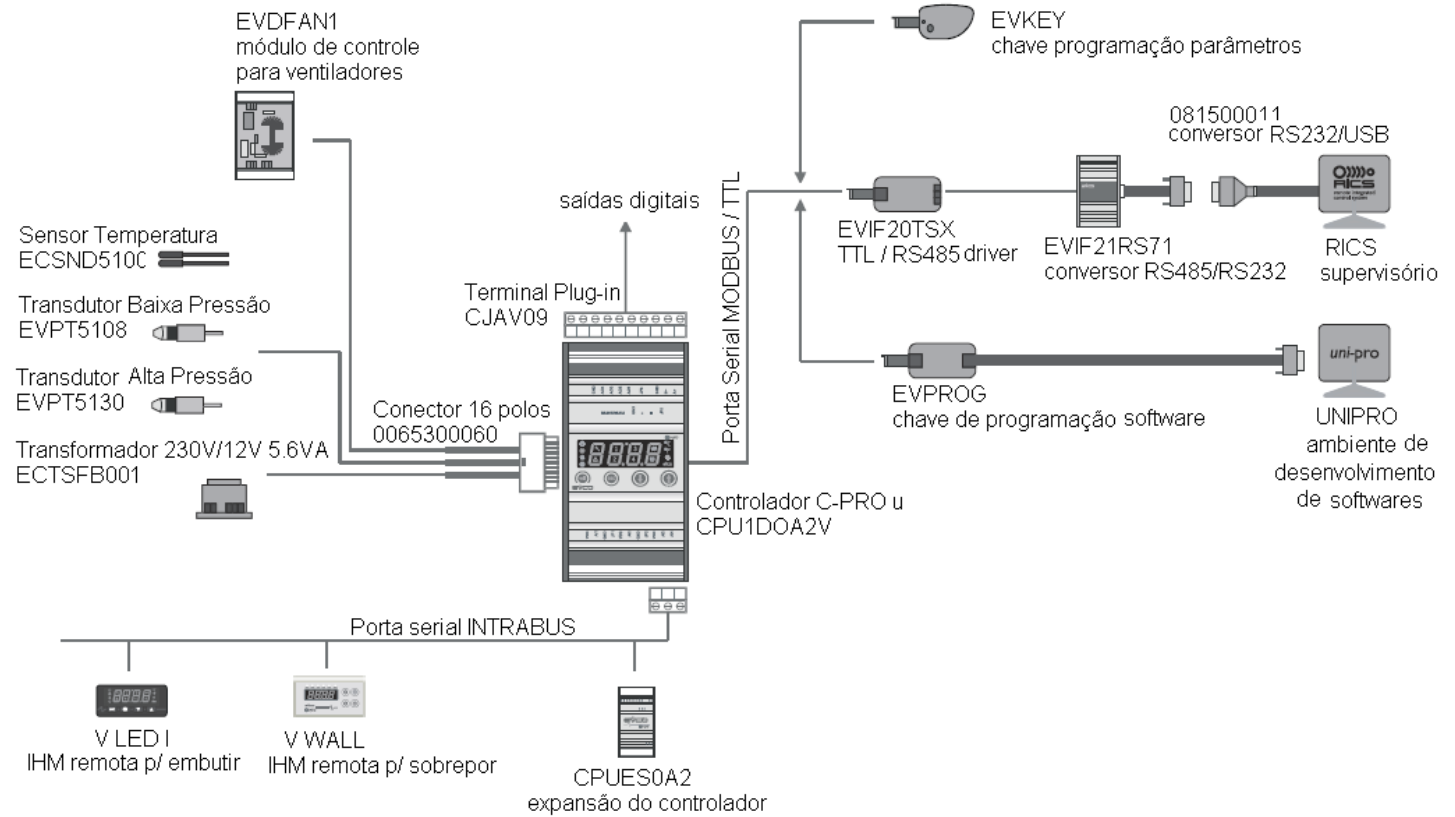 EVDFAN1
módulo de controle
para ventiladores
EVKEY
chave programação parâmetros
081500011
conversor RS232/USB
RICS
RICS
supervisório
EVIF20TSX
TTL / RS485 driver
EVIF21RS71
conversor RS485/RS232
saídas digitais
Porta Serial MODBUS / TTL
Sensor Temperatura
ECSND510C
Transdutor Baixa Pressão
EVPT5108
Transdutor Alta Pressão
EVPT5130
Transformador 230V/12V 5.6VA
ECTSFB001
Terminal Plug-in
CJAV09
Conector 16 polos
0065300060
Controlador C-PRO u
CPU1DOA2V
EVPROG
chave de programação software
uni-pro
UNIPRO
ambiente de
desenvolvimento
de softwares
Porta serial INTRABUS
V LED I
IHM remota p/ embutir
V WALL
IHM remota p/ sobrepor
CPUES0A2
expansão do controlador